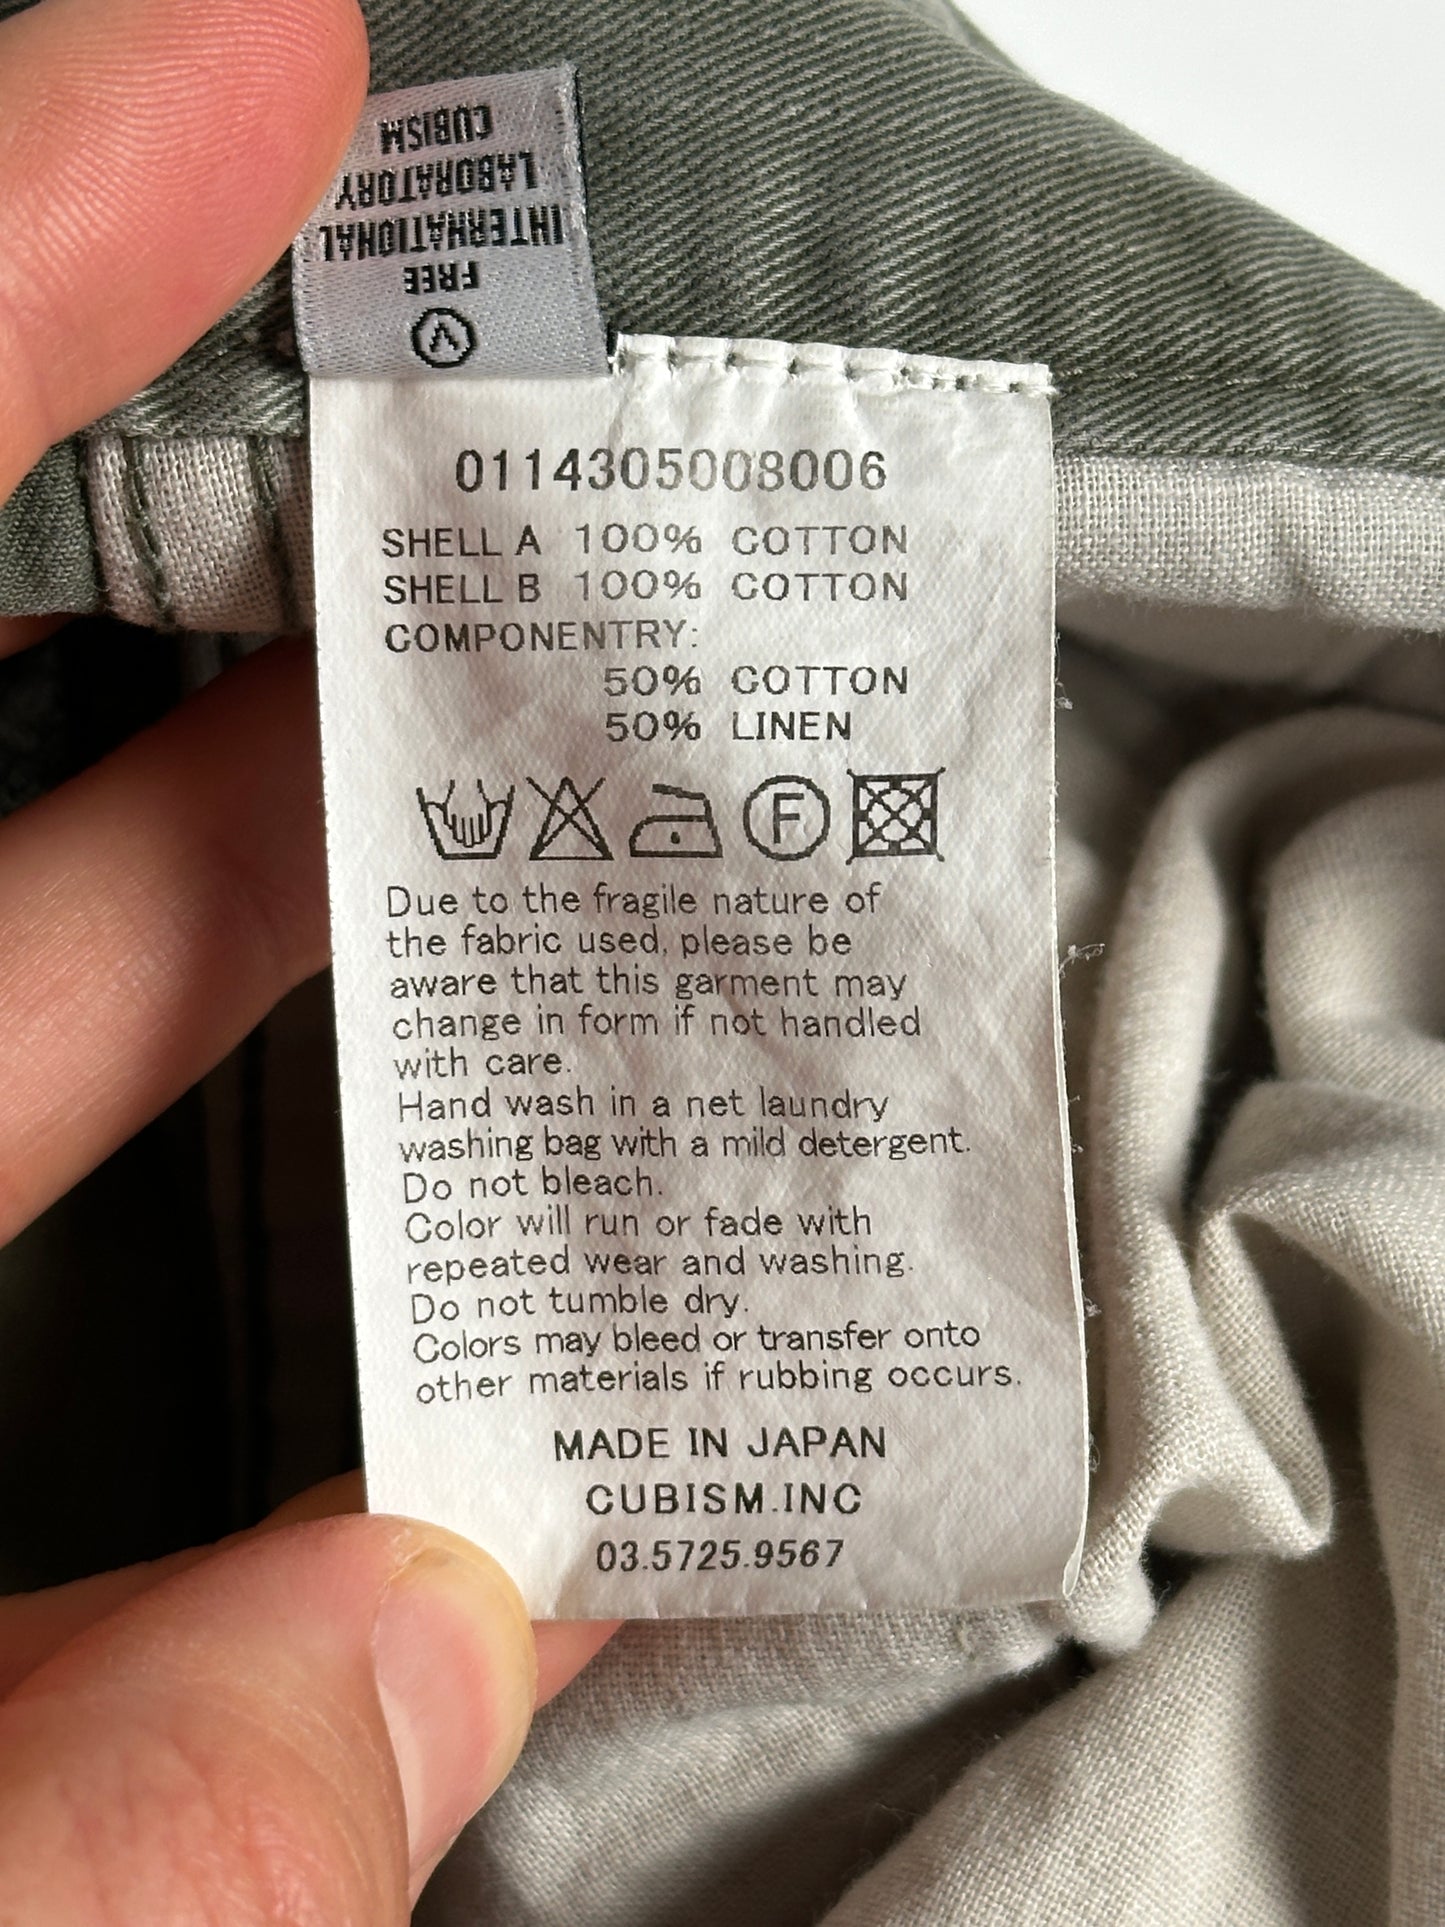 CUBISM
LABORATORY
INTERNATIONAL
FREE
V
0114305008006
SHELL A 100% COTTON
SHELL B 100% COTTON
COMPONENTRY:
50% COTTON
50% LINEN
F
Due to the fragile nature of
the fabric used, please be
aware that this garment may
change in form if not handled
with care.
Hand wash in a net laundry
washing bag with a mild detergent.
Do not bleach.
Color will run or fade with
repeated wear and washing.
Do not tumble dry.
Colors may bleed or transfer onto
other materials if rubbing occurs.
MADE IN JAPAN
CUBISM.INC
03.5725.9567